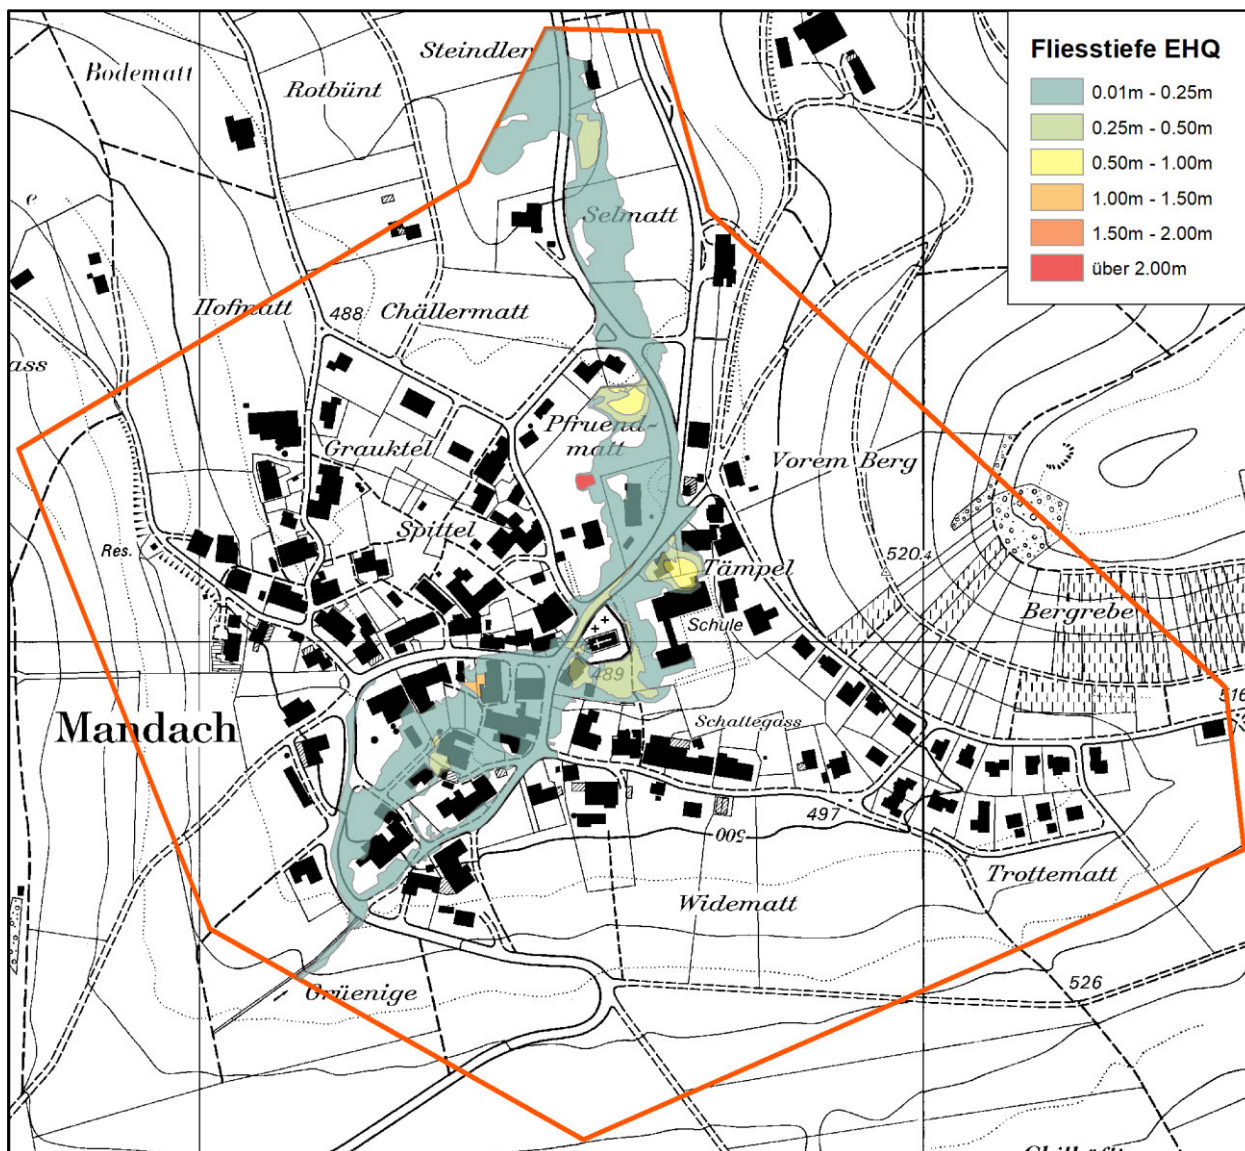 Fliesstiefe EHQ
0.01m - 0.25m
0.25m - 0.50m
0.50m - 1.00m
1.00m - 1.50m
1.50m - 2.00m
über 2.00m
Steindler
Bodematt
Rotbünt
e
Selmatt
Hofmatt
488
Chällermatt
ass
Pfruend-
matt
Grauktel
Vorem Berg
Spittel
Res.
520.4
Tämpel
Bergrebe
Schule
489
516
Mandach
Schallegass
497
500
Trottematt
Widematt
526
Grüenige